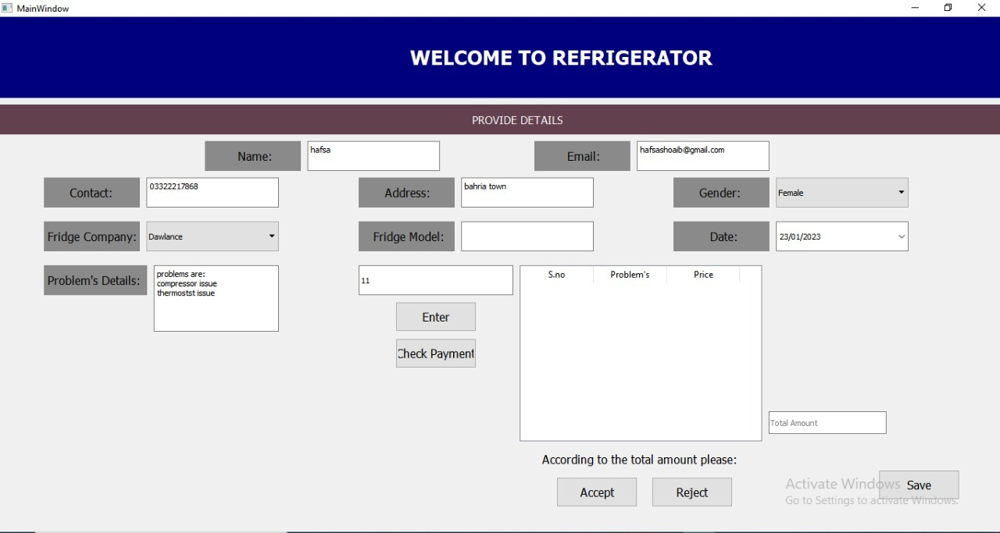 MainWindow
WELCOME TO REFRIGERATOR
PROVIDE DETAILS
Name: hafsa Email: hafsashoaib@gmail.com
Contact: 03322217868 Address: bahria town Gender: Female
Fridge Company: Dawlance Fridge Model: Date: 23/01/2023
Problem's Details:
problems are:
compressor issue
thermostst issue
11
Enter
Check Payment
S.no Problem's Price
Total Amount
According to the total amount please:
Accept Reject
Save
Activate Windows
Go to Settings to activate Windows.